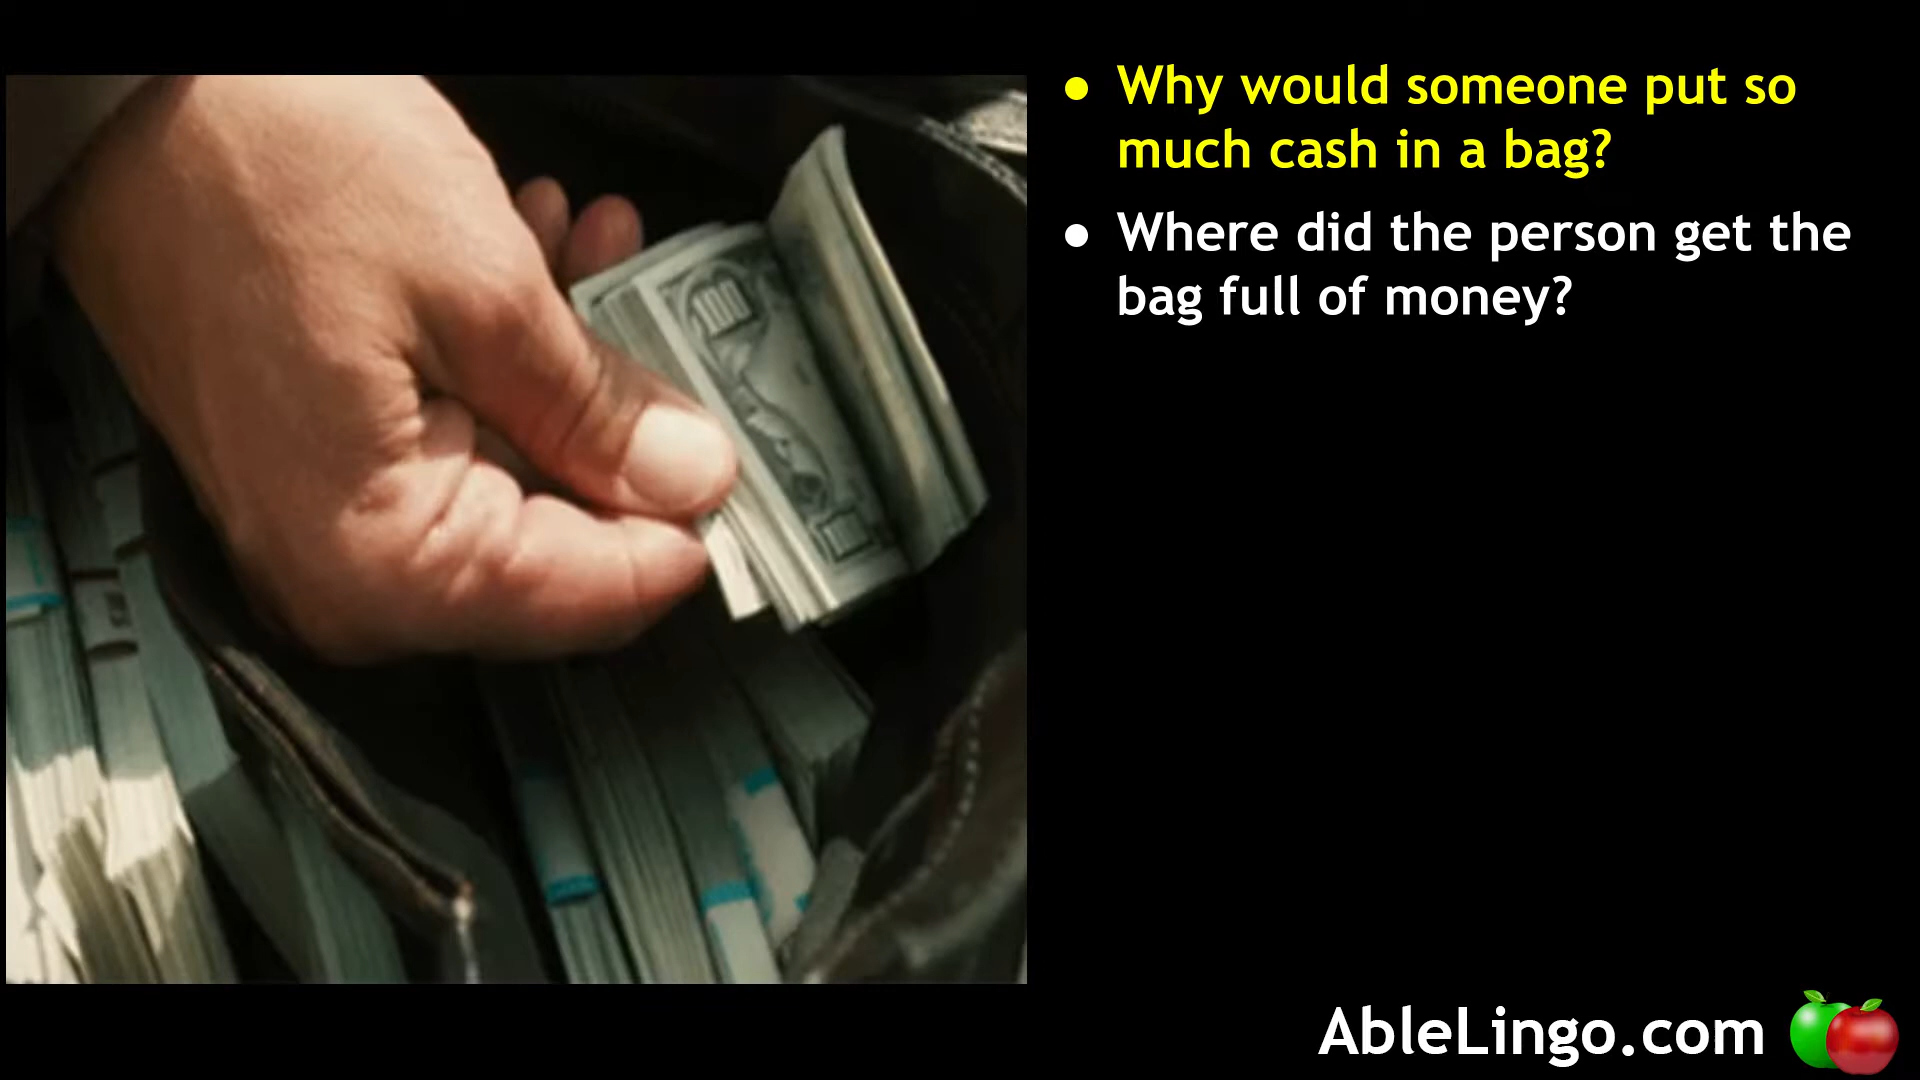 ● Why would someone put so
much cash in a bag?
● Where did the person get the
bag full of money?
100
AbleLingo.com